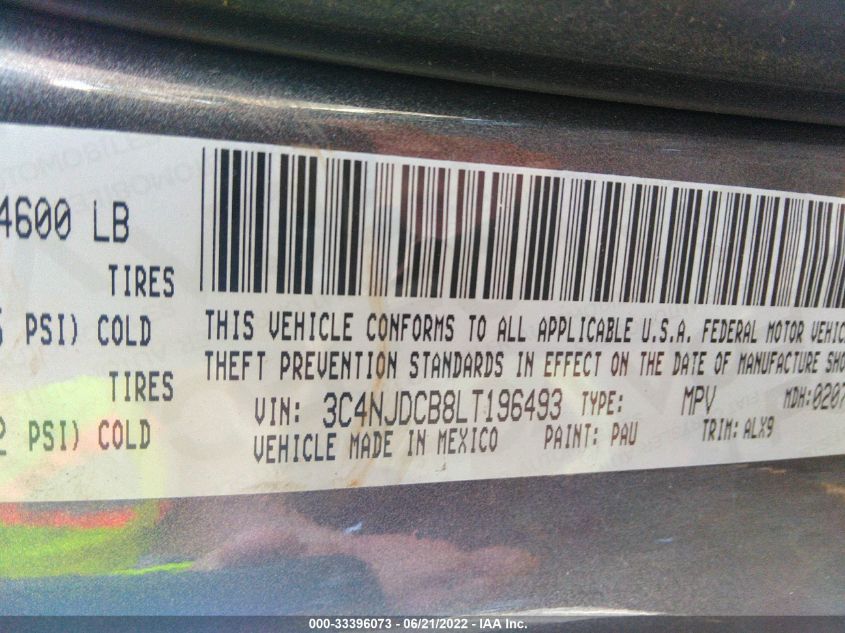 4600 LB
TIRES
PSI) COLD
TIRES
PSI) COLD
THIS VEHICLE CONFORMS TO ALL APPLICABLE U.S.A. FEDERAL MOTOR VEHIC
THEFT PREVENTION STANDARDS IN EFFECT ON THE DATE OF MANUFACTURE SHO
VIN: 3C4NJDCB8LT196493 TYPE: MPV MDH:0207
VEHICLE MADE IN MEXICO PAINT: PAU TRIM: ALX9
000-33396073 - 06/21/2022 - IAA Inc.